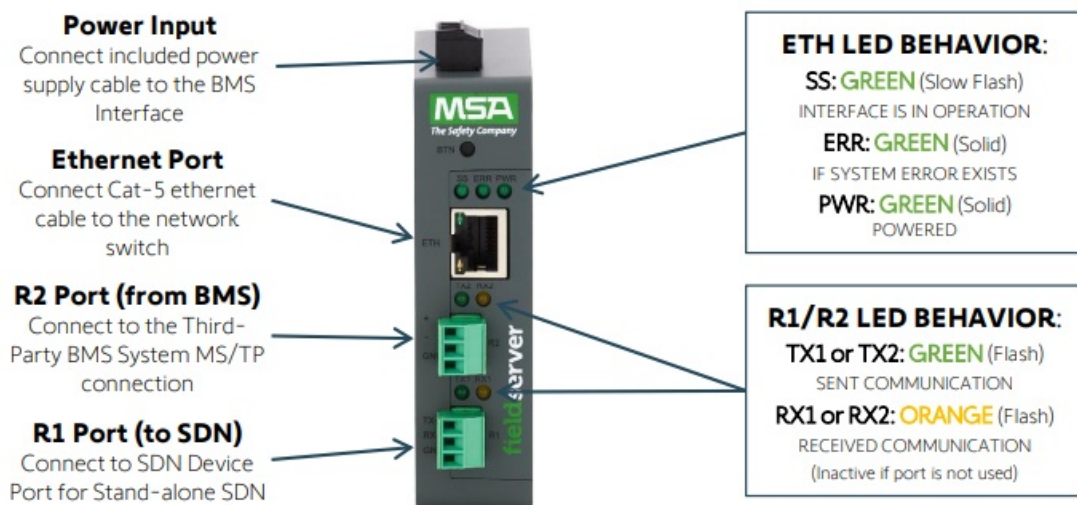 Power Input
Connect included power
supply cable to the BMS
Interface
Ethernet Port
Connect Cat-5 ethernet
cable to the network
switch
R2 Port (from BMS)
Connect to the Third-
Party BMS System MS/TP
connection
R1 Port (to SDN)
Connect to SDN Device
Port for Stand-alone SDN
MSA
The Safety Company
BTN
SS ERR PWR
ETH
TX2 RX2
+
-
GN
R2
TX1 RX1
TX
RX
GN
R1
fieldserver
ETH LED BEHAVIOR:
SS: GREEN (Slow Flash)
INTERFACE IS IN OPERATION
ERR: GREEN (Solid)
IF SYSTEM ERROR EXISTS
PWR: GREEN (Solid)
POWERED
R1/R2 LED BEHAVIOR:
TX1 or TX2: GREEN (Flash)
SENT COMMUNICATION
RX1 or RX2: ORANGE (Flash)
RECEIVED COMMUNICATION
(Inactive if port is not used)